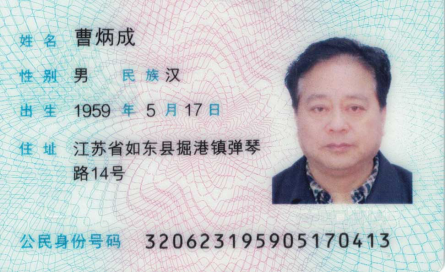 姓名 曹炳成
性别 男 民族 汉
出生 1959 年 5 月 17 日
住址 江苏省如东县掘港镇弹琴
路14号
公民身份号码 320623195905170413